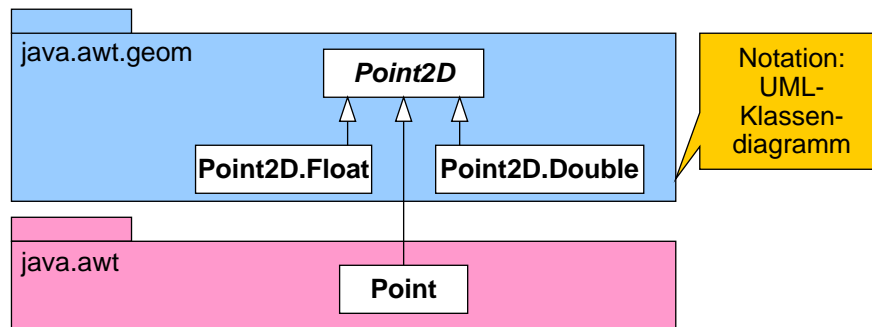 java.awt.geom
Point2D
Point2D.Float
Point2D.Double
Notation:
UML-
Klassen-
diagramm
java.awt
Point